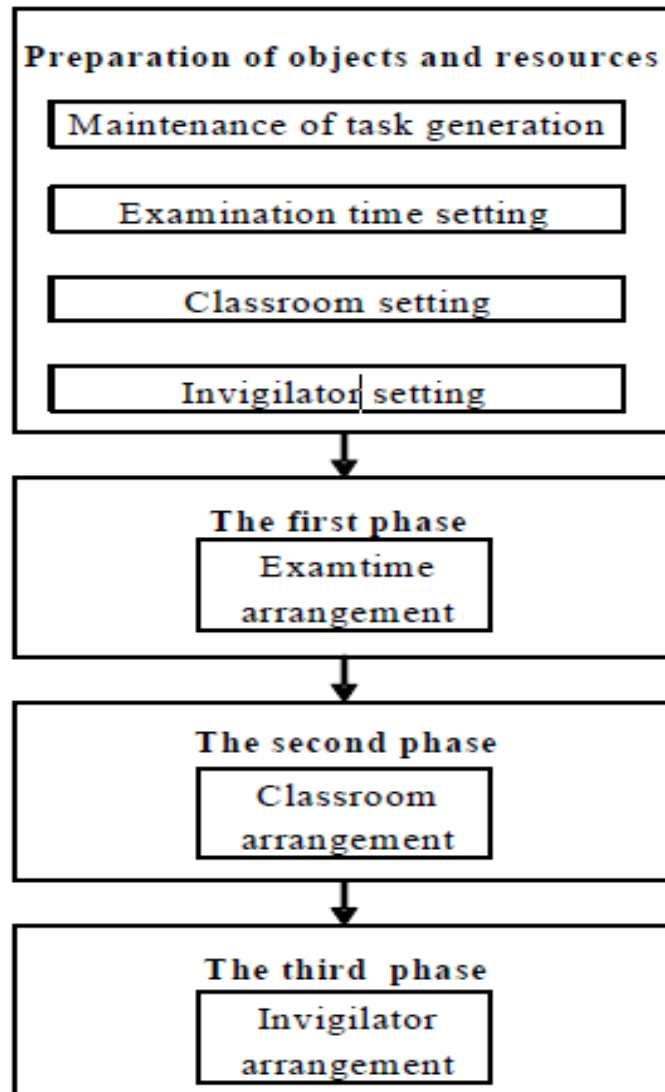 Preparation of objects and resources
Maintenance of task generation
Examination time setting
Classroom setting
Invigilator setting
The first phase
Examtime
arrangement
The second phase
Classroom
arrangement
The third phase
Invigilator
arrangement